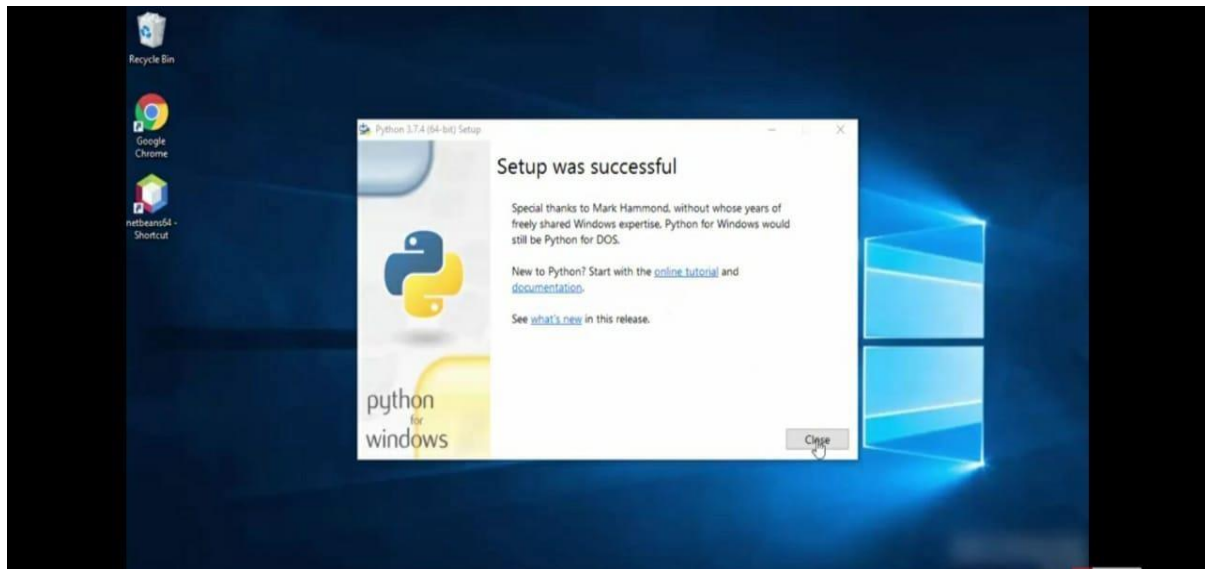 Recycle Bin
Google
Chrome
netbeans64 -
Shortcut
Python 3.7.4 (64-bit) Setup
Setup was successful
Special thanks to Mark Hammond, without whose years of
freely shared Windows expertise, Python for Windows would
still be Python for DOS.
New to Python? Start with the online tutorial and
documentation.
See what's new in this release.
python
for
windows
Close